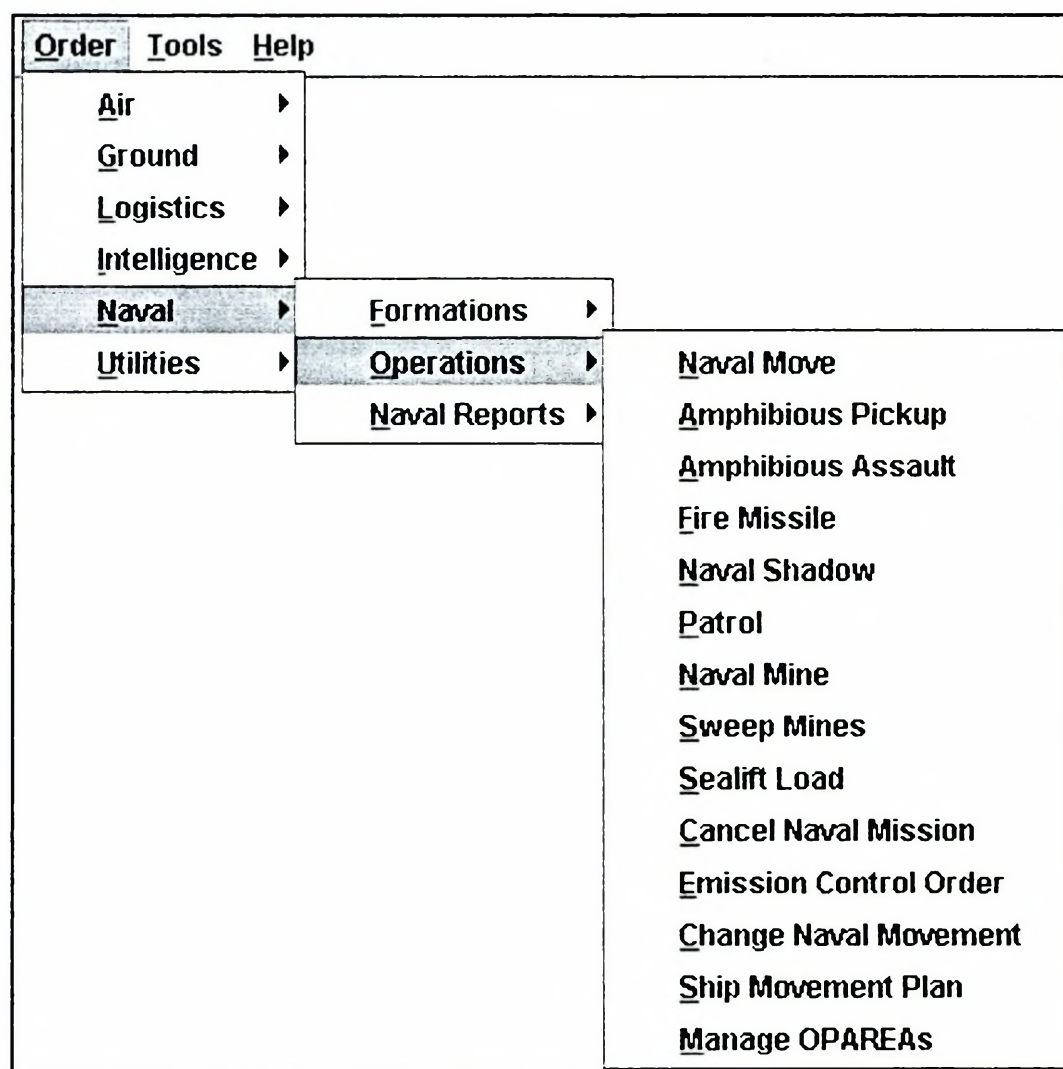 Order Tools Help
Air
Ground
Logistics
Intelligence
Naval
Utilities
Formations
Operations
Naval Reports
Naval Move
Amphibious Pickup
Amphibious Assault
Fire Missile
Naval Shadow
Patrol
Naval Mine
Sweep Mines
Sealift Load
Cancel Naval Mission
Emission Control Order
Change Naval Movement
Ship Movement Plan
Manage OPAREAs